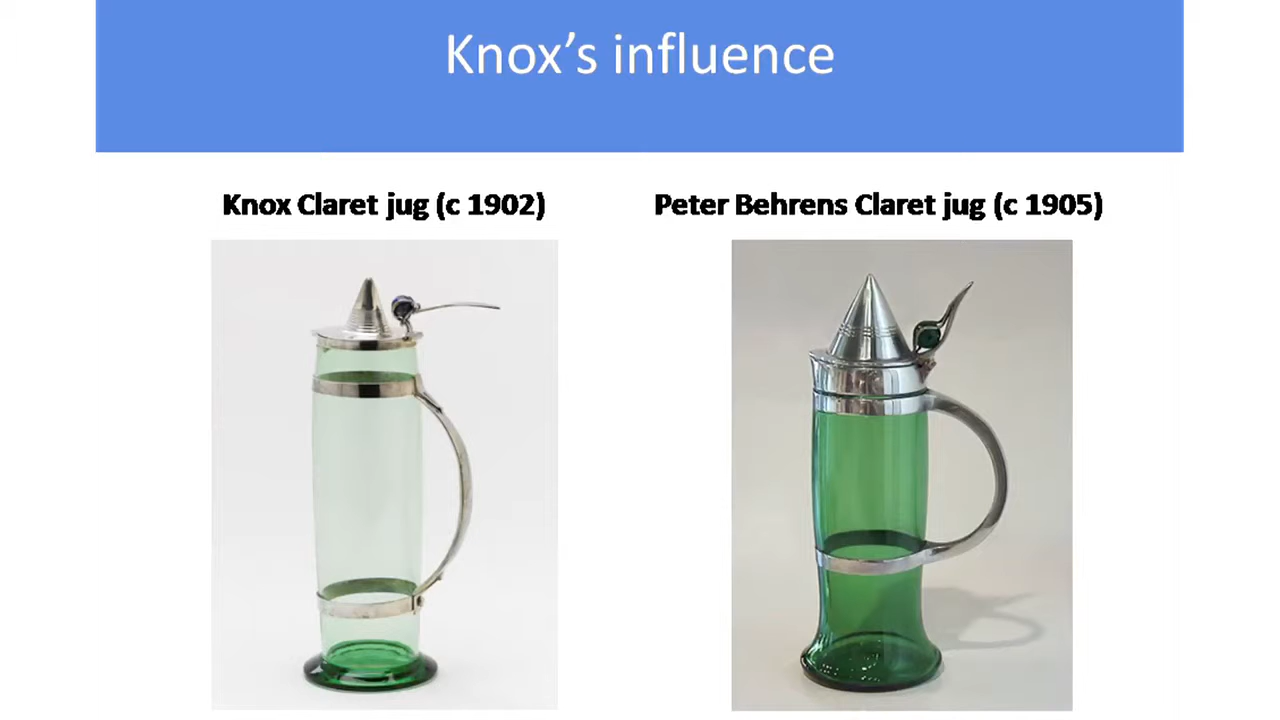 Knox’s influence
Knox Claret jug (c 1902)
Peter Behrens Claret jug (c 1905)